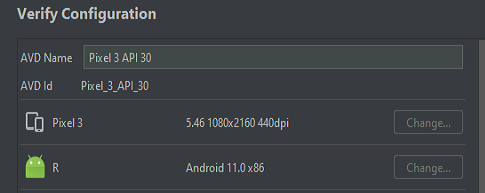 Verify Configuration
AVD Name Pixel 3 API 30
AVD Id Pixel_3_API_30
Pixel 3 5.46 1080x2160 440dpi Change...
R Android 11.0 x86 Change...